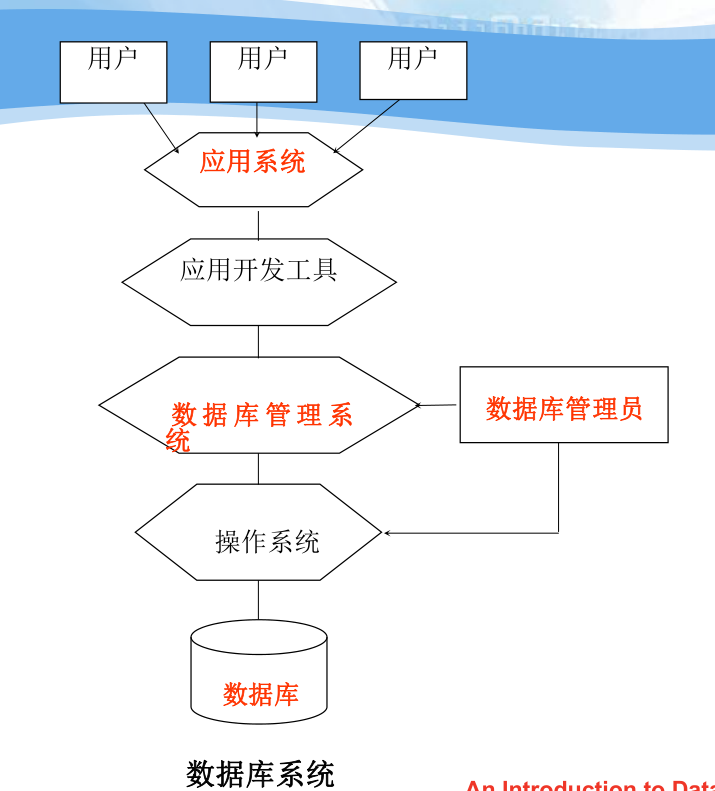 用户 用户 用户
应用系统
应用开发工具
数据库管理系
统
数据库管理员
操作系统
数据库
数据库系统
An Introduction to Data